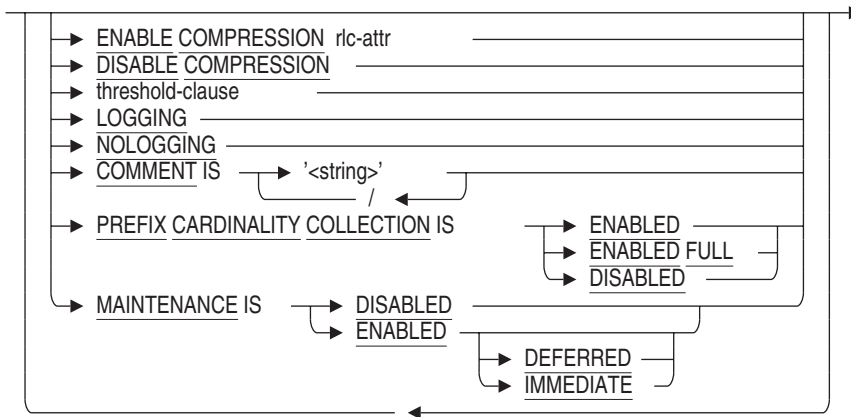 ENABLE COMPRESSION rlc-attr
DISABLE COMPRESSION
threshold-clause
LOGGING
NOLOGGING
COMMENT IS '<string>'
/
PREFIX CARDINALITY COLLECTION IS ENABLED
ENABLED FULL
DISABLED
MAINTENANCE IS DISABLED
ENABLED
DEFERRED
IMMEDIATE